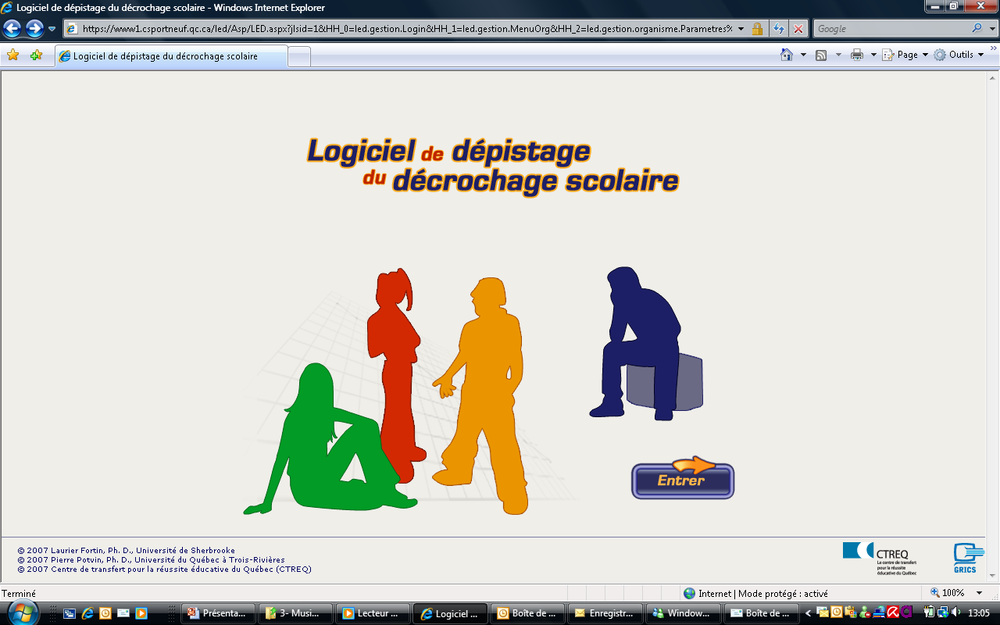 Logiciel de dépistage du décrochage scolaire - Windows Internet Explorer
https://www1.csportneuf.qc.ca/led/Asp/LED.aspx?jlsid=1&HH_0=led.gestion.Login&HH_1=led.gestion.MenuOrg&HH_2=led.gestion.organisme.Parametres%
Google
Logiciel de dépistage du décrochage scolaire
Page
Outils
Logiciel de dépistage
du décrochage scolaire
Entrer
© 2007 Laurier Fortin, Ph. D., Université de Sherbrooke
© 2007 Pierre Potvin, Ph. D., Université du Québec à Trois-Rivières
© 2007 Centre de transfert pour la réussite éducative du Québec (CTREQ)
CTREQ
Le centre de transfert
pour la réussite
éducative du Québec
GRICS
Terminé
Internet | Mode protégé : activé
100%
Présenta...
3- Musi...
Lecteur ...
Logiciel ...
Boîte de ...
Enregistr...
Window...
Boîte de ...
13:05